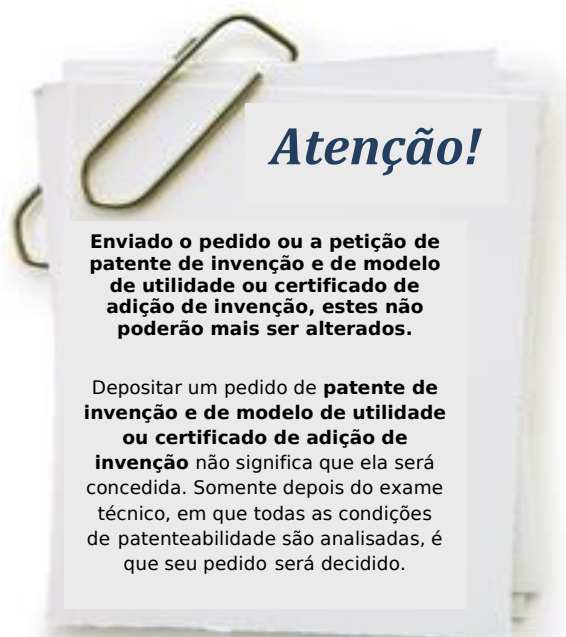 Atenção!
Enviado o pedido ou a petição de
patente de invenção e de modelo
de utilidade ou certificado de
adição de invenção, estes não
poderão mais ser alterados.
Depositar um pedido de patente de
invenção e de modelo de utilidade
ou certificado de adição de
invenção não significa que ela será
concedida. Somente depois do exame
técnico, em que todas as condições
de patenteabilidade são analisadas, é
que seu pedido será decidido.